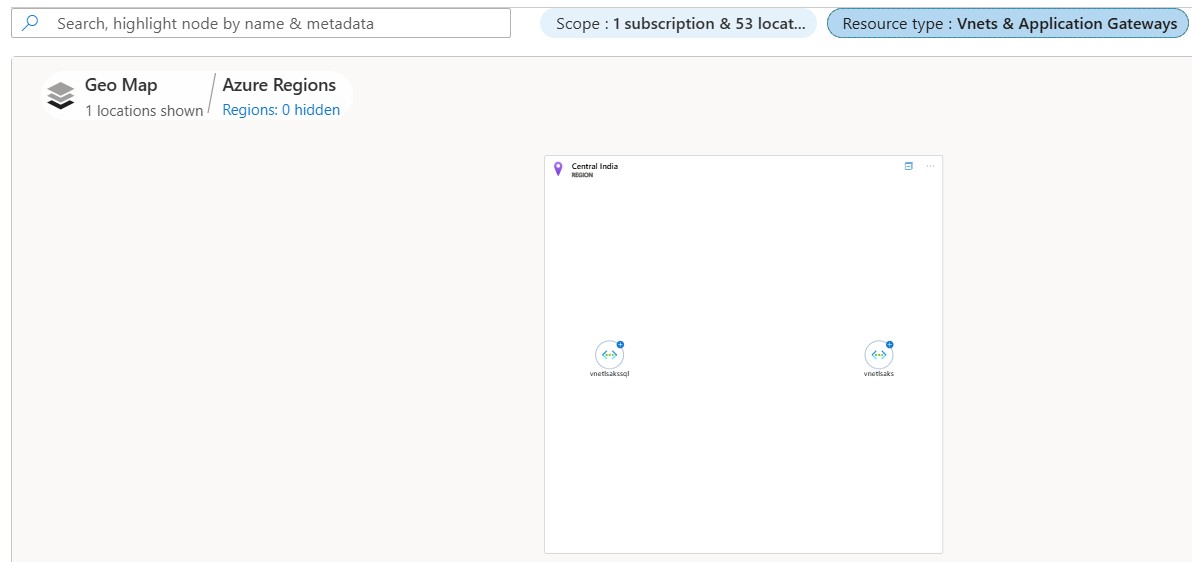 Search, highlight node by name & metadata
Scope : 1 subscription & 53 locat...
Resource type : Vnets & Application Gateways
Geo Map
1 locations shown
Azure Regions
Regions: 0 hidden
Central India
REGION
vnetlsakssql
vnetlsaks